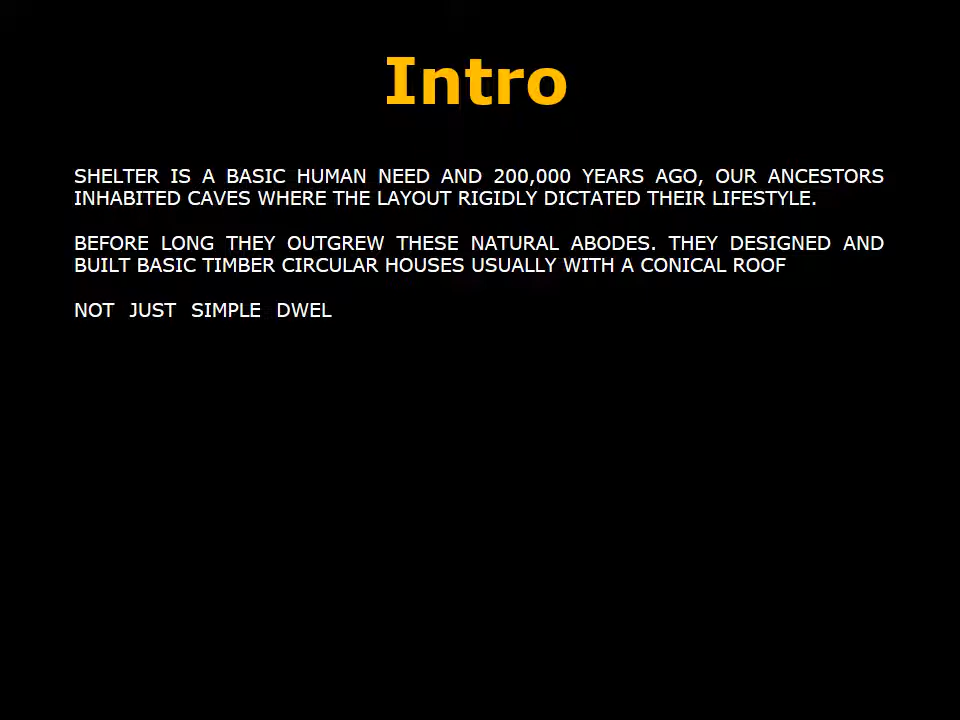 Intro
SHELTER IS A BASIC HUMAN NEED AND 200,000 YEARS AGO, OUR ANCESTORS
INHABITED CAVES WHERE THE LAYOUT RIGIDLY DICTATED THEIR LIFESTYLE.
BEFORE LONG THEY OUTGREW THESE NATURAL ABODES. THEY DESIGNED AND
BUILT BASIC TIMBER CIRCULAR HOUSES USUALLY WITH A CONICAL ROOF
NOT JUST SIMPLE DWEL